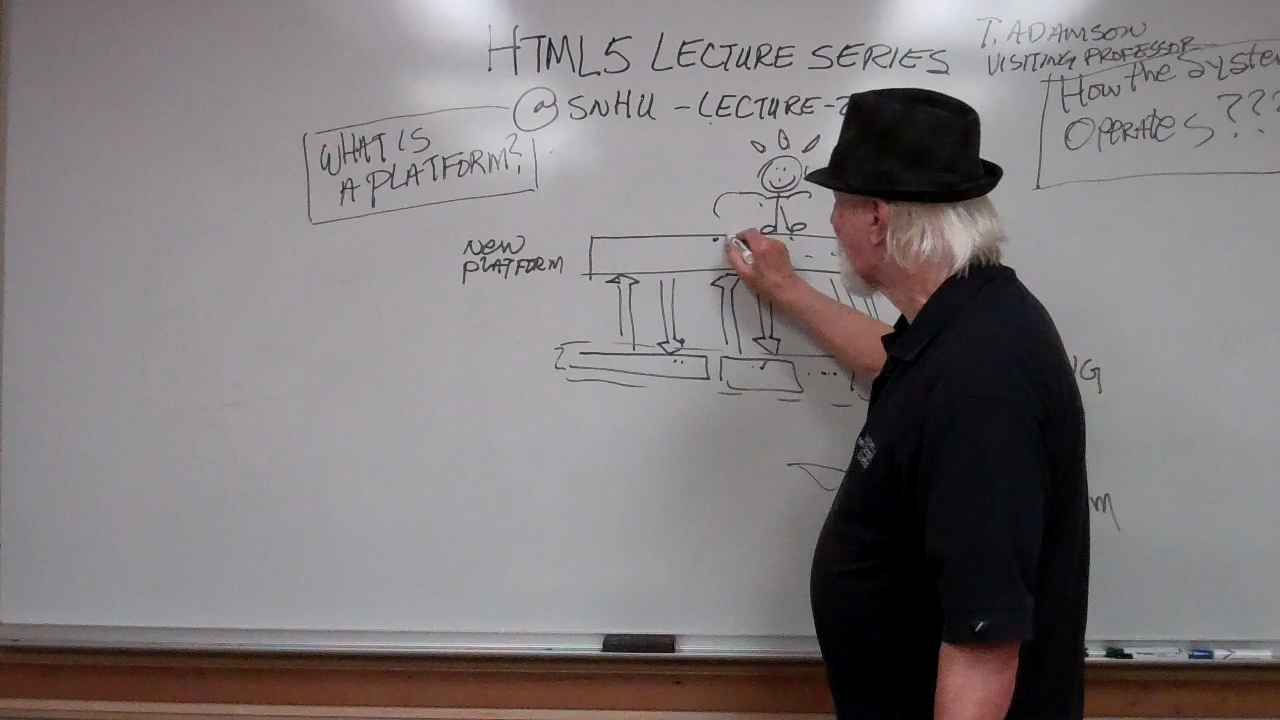 HTML5 LECTURE SERIES
@ SNHU - LECTURE-
T. ADAMSON
VISITING PROFESSOR
How the System
OPERATES???
WHAT IS
A PLATFORM?
NEW
PLATFORM